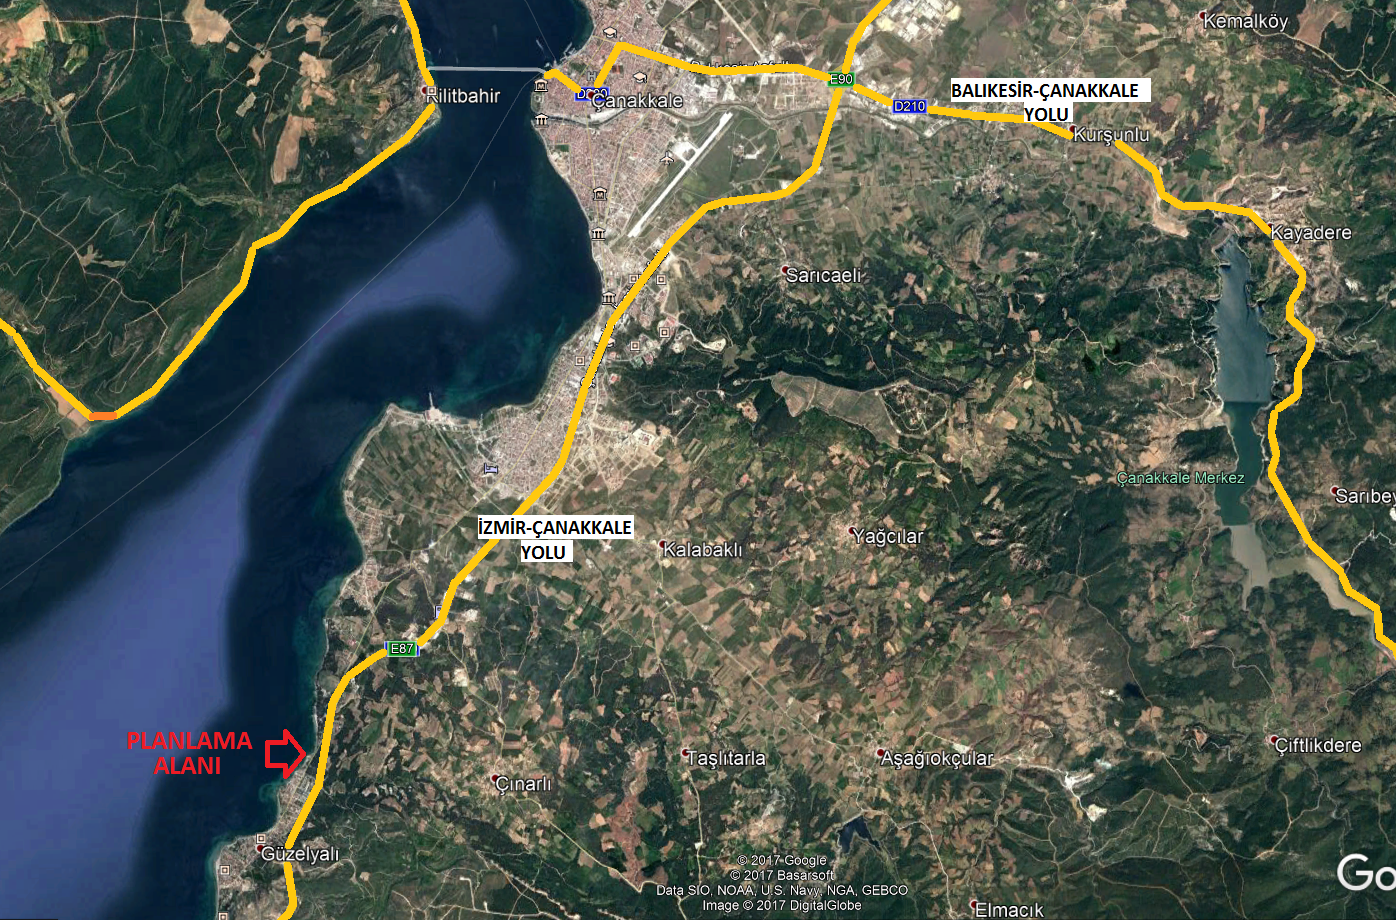 Kemalköy
E90
Kilitbahir
Çanakkale
D210
BALIKESİR-ÇANAKKALE
YOLU
Kurşunlu
Kayadere
Sarıcaeli
Çanakkale Merkez
Sarıbey
İZMİR-ÇANAKKALE
YOLU
Kalabaklı
Yağcılar
E87
PLANLAMA
ALANI
Taşlıtarla
Aşağıokçular
Çiftlikdere
Çınarlı
Güzelyalı
© 2017 Google
© 2017 Basarsoft
Data SIO, NOAA, U.S. Navy, NGA, GEBCO
Image © 2017 DigitalGlobe
Go
Elmacık